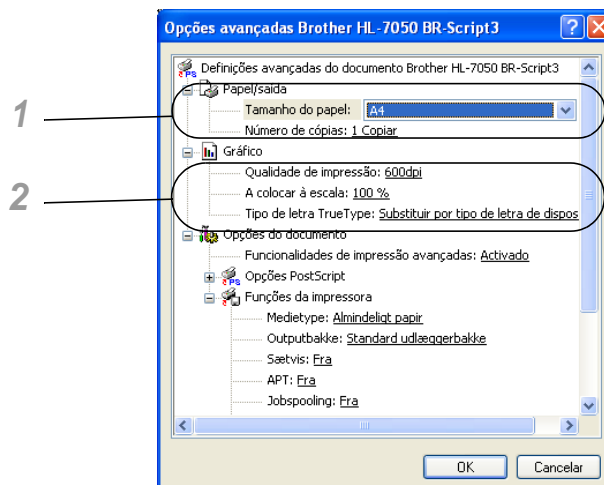 Opções avançadas Brother HL-7050 BR-Script3
Definições avançadas do documento Brother HL-7050 BR-Script3
Papel/saida
1
Tamanho do papel: A4
Número de cópias: 1 Copiar
Gráfico
Qualidade de impressão: 600dpi
2
A colocar à escala: 100 %
Tipo de letra TrueType: Substituir por tipo de letra de dispos
Opções do documento
Funcionalidades de impressão avançadas: Activado
Opções PostScript
Funções da impressora
Medietype: Almindeligt papir
Outputbakke: Standard udlæggerbakke
Sætvis: Fra
APT: Fra
Jobspooling: Fra
OK Cancelar